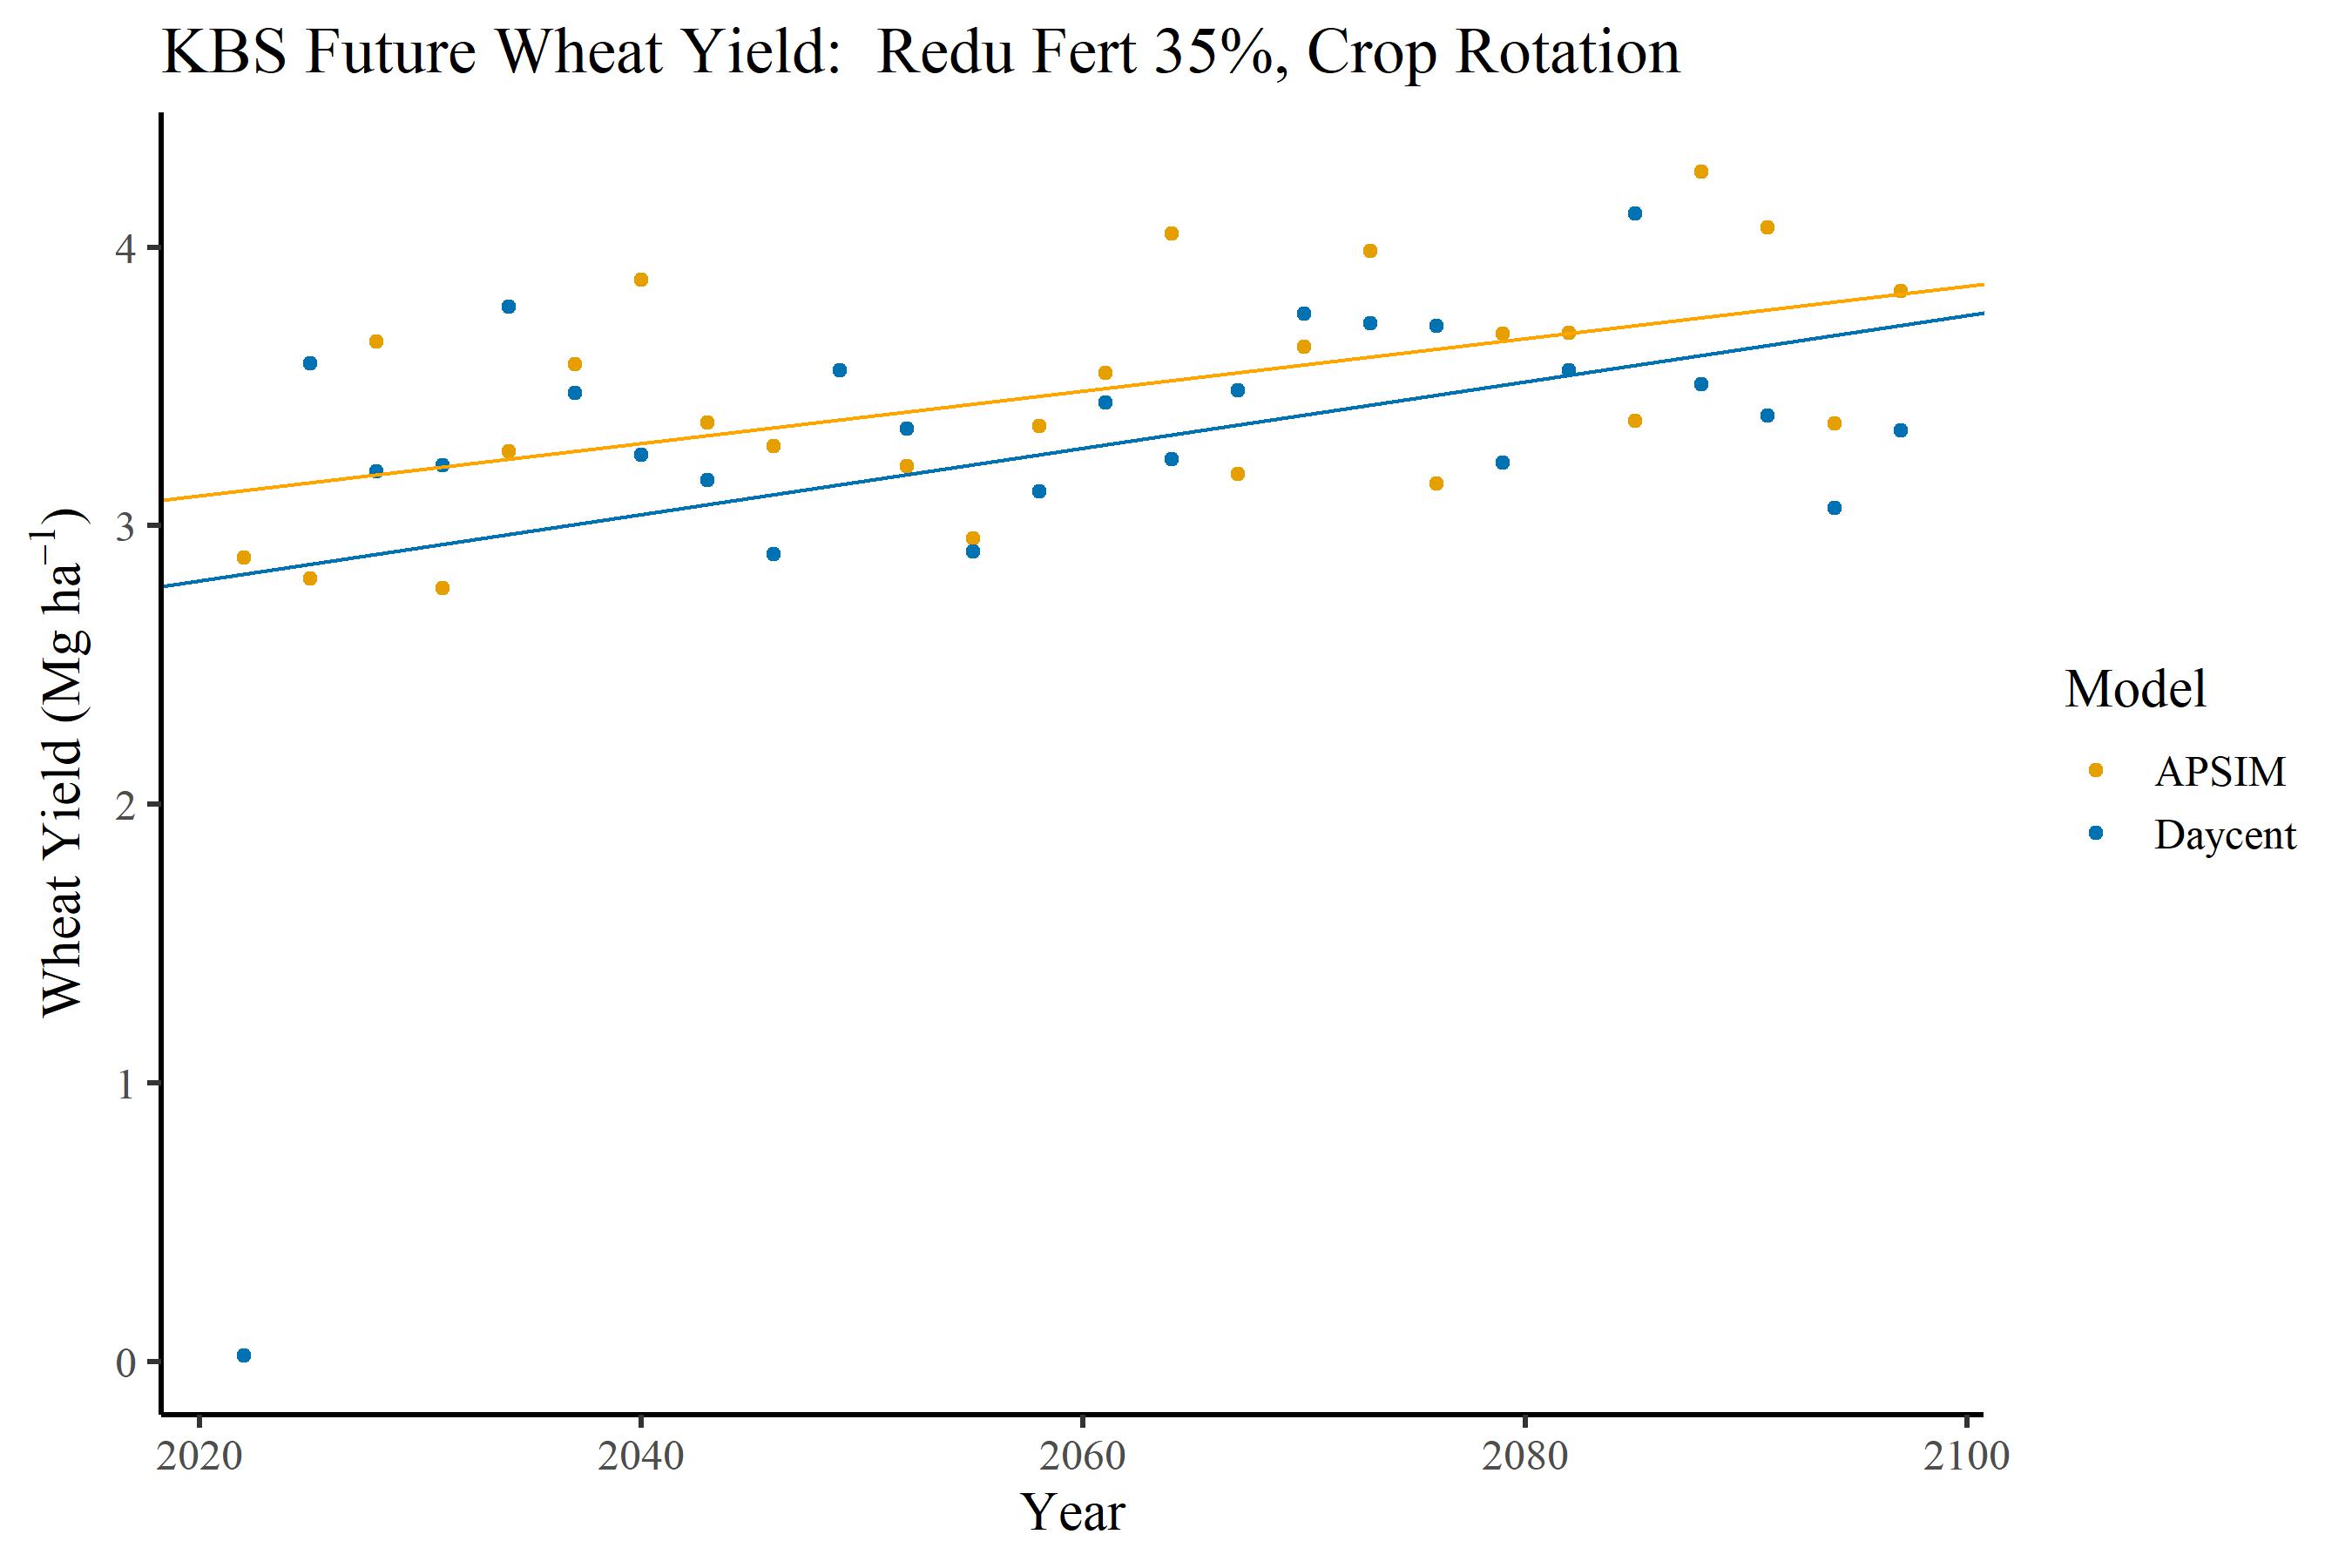 KBS Future Wheat Yield:  Redu Fert 35%, Crop Rotation
Wheat Yield (Mg ha⁻¹)
4
3
2
1
0
2020 2040 2060 2080 2100
Year
Model
APSIM
Daycent